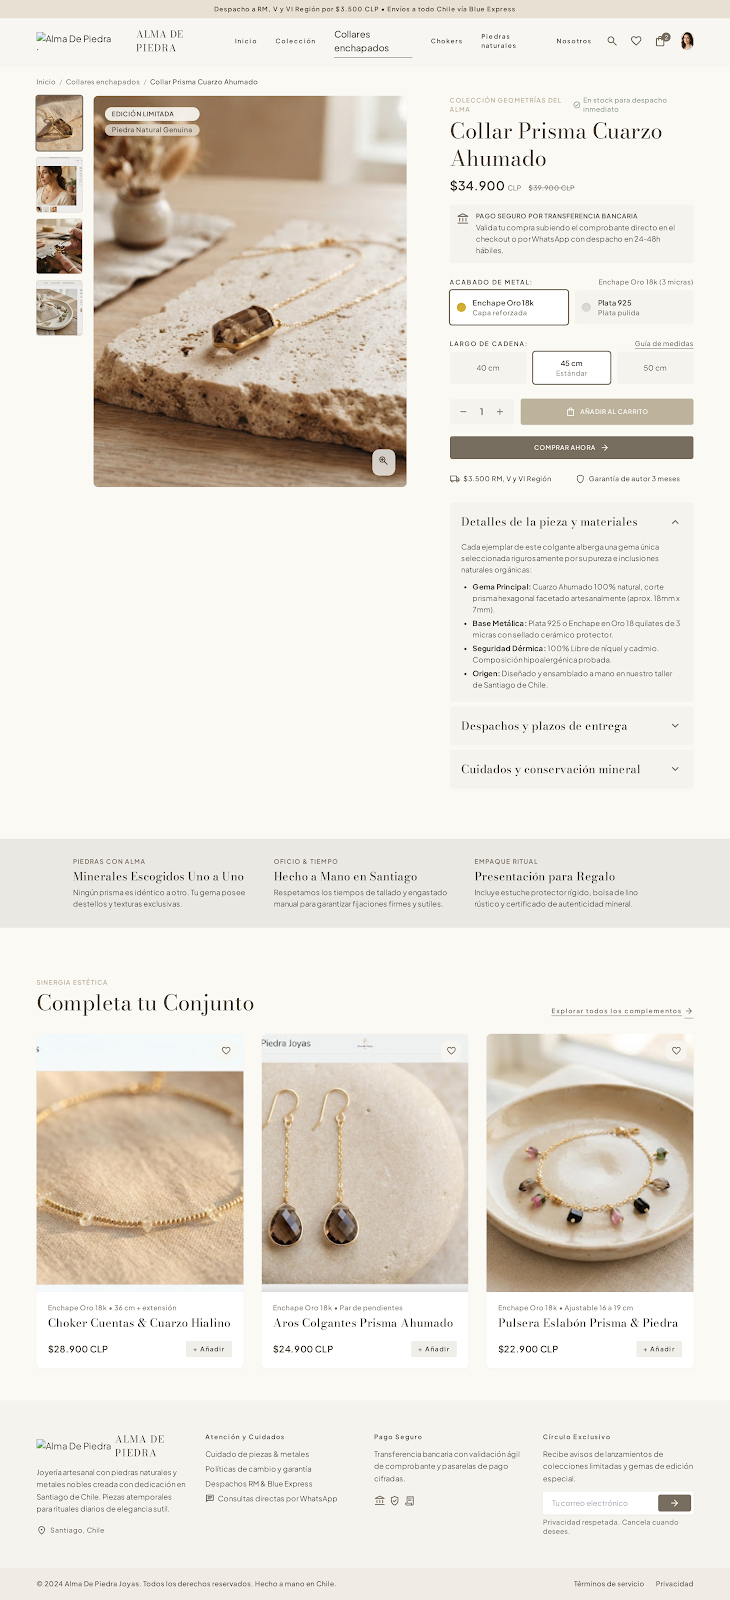 Despacho a RM, V y VI Región por $3.500 CLP • Envíos a todo Chile vía Blue Express
Alma De Piedra
ALMA DE
PIEDRA
Inicio
Colección
Collares
enchapados
Chokers
Piedras
naturales
Nosotros
2
Inicio / Collares enchapados / Collar Prisma Cuarzo Ahumado
EDICIÓN LIMITADA
Piedra Natural Genuina
COLECCIÓN GEOMETRÍAS DEL
ALMA
En stock para despacho
inmediato
Collar Prisma Cuarzo
Ahumado
$34.900 CLP $39.900 CLP
PAGO SEGURO POR TRANSFERENCIA BANCARIA
Valida tu compra subiendo el comprobante directo en el
checkout o por WhatsApp con despacho en 24-48h
hábiles.
ACABADO DE METAL:
Enchape Oro 18k (3 micras)
Enchape Oro 18k
Capa reforzada
Plata 925
Plata pulida
LARGO DE CADENA:
Guía de medidas
40 cm
45 cm
Estándar
50 cm
− 1 +
AÑADIR AL CARRITO
COMPRAR AHORA →
$3.500 RM, V y VI Región
Garantía de autor 3 meses
Detalles de la pieza y materiales
Cada ejemplar de este colgante alberga una gema única
seleccionada rigurosamente por su pureza e inclusiones
naturales orgánicas:
• Gema Principal: Cuarzo Ahumado 100% natural, corte
prisma hexagonal facetado artesanalmente (aprox. 18mm x
7mm).
• Base Metálica: Plata 925 o Enchape en Oro 18 quilates de 3
micras con sellado cerámico protector.
• Seguridad Dérmica: 100% Libre de níquel y cadmio.
Composición hipoalergénica probada.
• Origen: Diseñado y ensamblado a mano en nuestro taller
de Santiago de Chile.
Despachos y plazos de entrega
Cuidados y conservación mineral
PIEDRAS CON ALMA
Minerales Escogidos Uno a Uno
Ningún prisma es idéntico a otro. Tu gema posee
destellos y texturas exclusivas.
OFICIO & TIEMPO
Hecho a Mano en Santiago
Respetamos los tiempos de tallado y engastado
manual para garantizar fijaciones firmes y sutiles.
EMPAQUE RITUAL
Presentación para Regalo
Incluye estuche protector rígido, bolsa de lino
rústico y certificado de autenticidad mineral.
SINERGIA ESTÉTICA
Completa tu Conjunto
Explorar todos los complementos →
s
Piedra Joyas
Enchape Oro 18k • 36 cm + extensión
Choker Cuentas & Cuarzo Hialino
$28.900 CLP
+ Añadir
Enchape Oro 18k • Par de pendientes
Aros Colgantes Prisma Ahumado
$24.900 CLP
+ Añadir
Enchape Oro 18k • Ajustable 16 a 19 cm
Pulsera Eslabón Prisma & Piedra
$22.900 CLP
+ Añadir
Alma De Piedra
ALMA DE
PIEDRA
Joyería artesanal con piedras naturales y
metales nobles creada con dedicación en
Santiago de Chile. Piezas atemporales
para rituales diarios de elegancia sutil.
Santiago, Chile
Atención y Cuidados
Cuidado de piezas & metales
Políticas de cambio y garantía
Despachos RM & Blue Express
Consultas directas por WhatsApp
Pago Seguro
Transferencia bancaria con validación ágil
de comprobante y pasarelas de pago
cifradas.
Círculo Exclusivo
Recibe avisos de lanzamientos de
colecciones limitadas y gemas de edición
especial.
Tu correo electrónico
→
Privacidad respetada. Cancela cuando
desees.
© 2024 Alma De Piedra Joyas. Todos los derechos reservados. Hecho a mano en Chile.
Términos de servicio
Privacidad